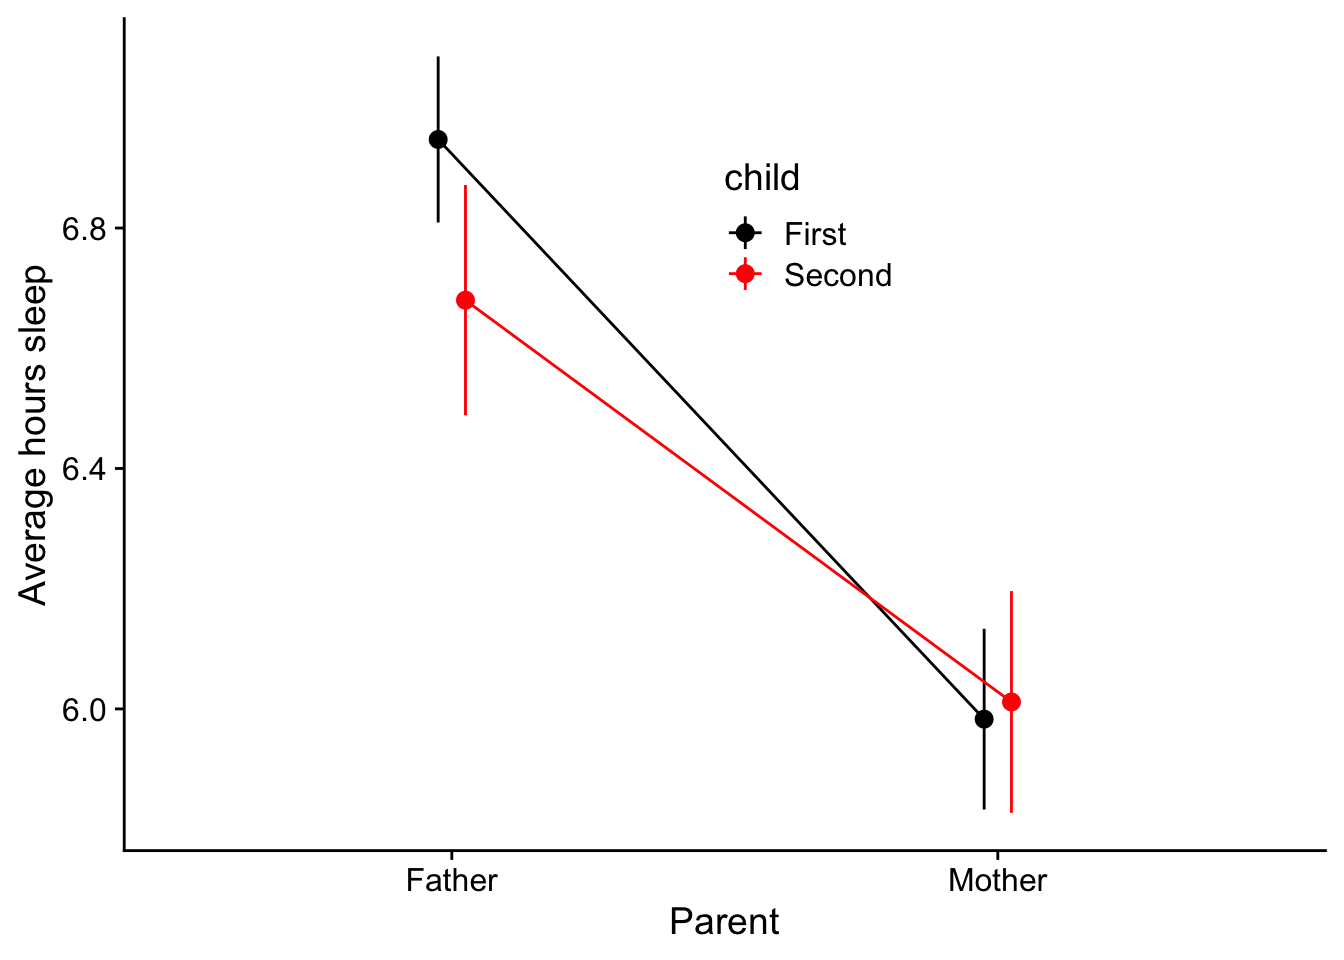 child
First
Second
6.8
6.4
6.0
Average hours sleep
Father
Mother
Parent